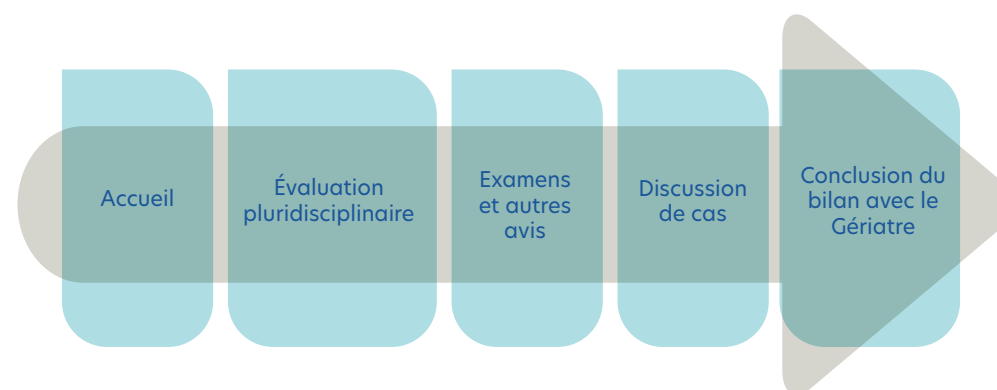 Accueil
Évaluation
pluridisciplinaire
Examens
et autres
avis
Discussion
de cas
Conclusion du
bilan avec le
Gériatre